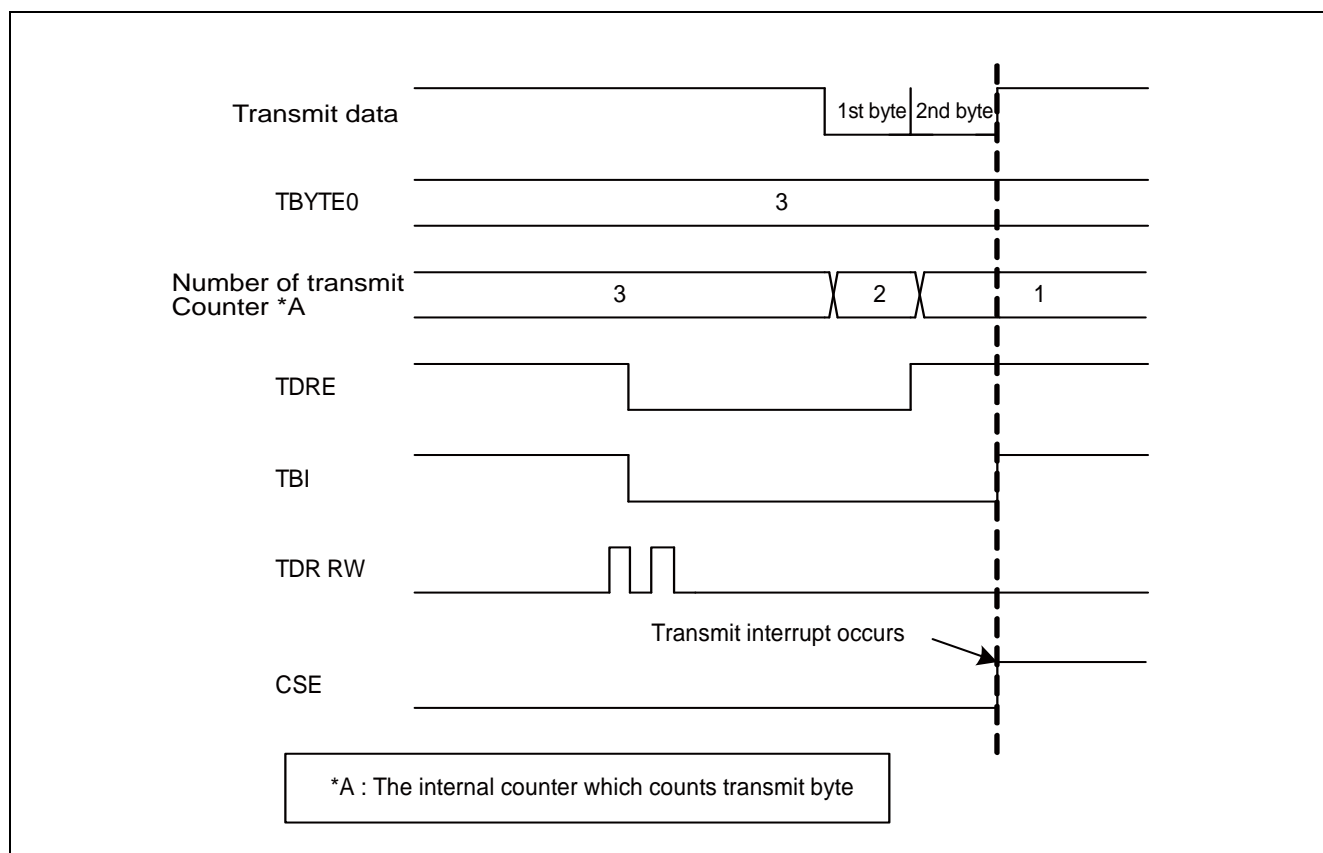 Transmit data
1st byte 2nd byte
TBYTE0
3
Number of transmit
Counter *A
3 2 1
TDRE
TBI
TDR RW
Transmit interrupt occurs
CSE
*A : The internal counter which counts transmit byte